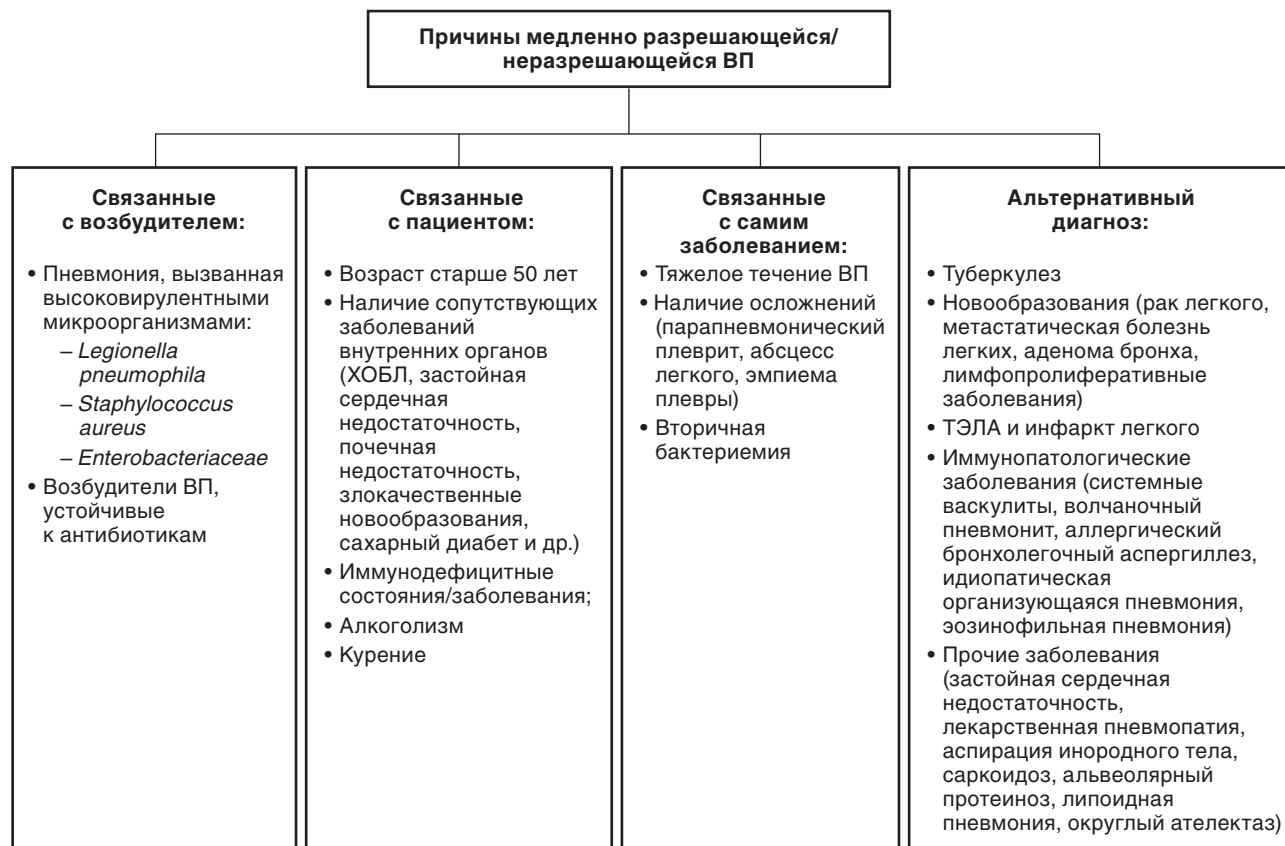 Причины медленно разрешающейся/
неразрешающейся ВП
Связанные
с возбудителем:
• Пневмония, вызванная
высоковирулентными
микроорганизмами:
– Legionella
pneumophila
– Staphylococcus
aureus
– Enterobacteriaceae
• Возбудители ВП,
устойчивые
к антибиотикам
Связанные
с пациентом:
• Возраст старше 50 лет
• Наличие сопутствующих
заболеваний
внутренних органов
(ХОБЛ, застойная
сердечная
недостаточность,
почечная
недостаточность,
злокачественные
новообразования,
сахарный диабет и др.)
• Иммунодефицитные
состояния/заболевания;
• Алкоголизм
• Курение
Связанные
с самим
заболеванием:
• Тяжелое течение ВП
• Наличие осложнений
(парапневмонический
плеврит, абсцесс
легкого, эмпиема
плевры)
• Вторичная
бактериемия
Альтернативный
диагноз:
• Туберкулез
• Новообразования (рак легкого,
метастатическая болезнь
легких, аденома бронха,
лимфопролиферативные
заболевания)
• ТЭЛА и инфаркт легкого
• Иммунопатологические
заболевания (системные
васкулиты, волчаночный
пневмонит, аллергический
бронхолегочный аспергиллез,
идиопатическая
организующаяся пневмония,
эозинофильная пневмония)
• Прочие заболевания
(застойная сердечная
недостаточность,
лекарственная пневмопатия,
аспирация инородного тела,
саркоидоз, альвеолярный
протеиноз, липоидная
пневмония, округлый ателектаз)